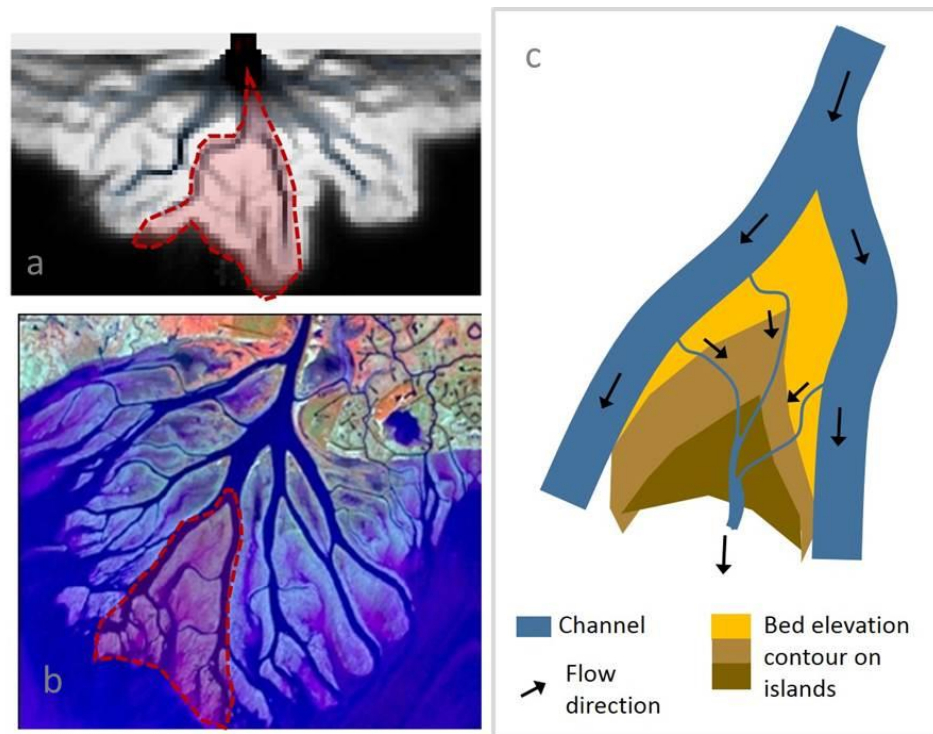 a
b
c
Channel
Flow
direction
Bed elevation
contour on
islands